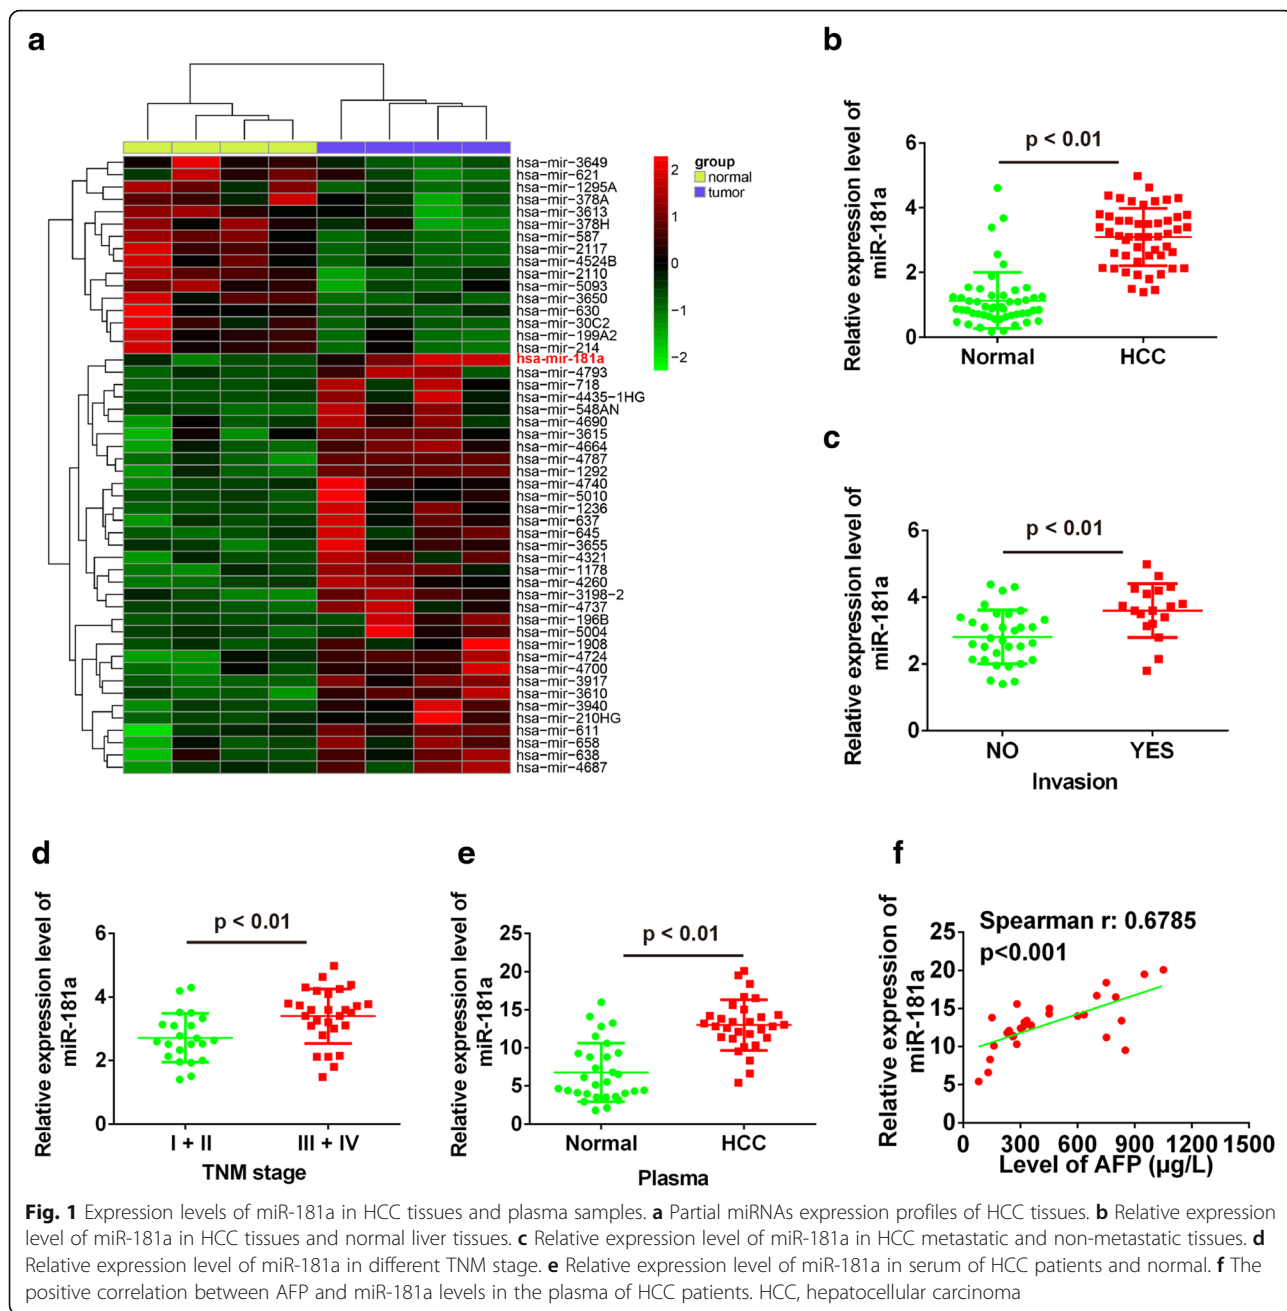 a
hsa−mir−3649
hsa−mir−621
hsa−mir−1295A
hsa−mir−378A
hsa−mir−3613
hsa−mir−378H
hsa−mir−587
hsa−mir−2117
hsa−mir−4524B
hsa−mir−2110
hsa−mir−5093
hsa−mir−3650
hsa−mir−630
hsa−mir−30C2
hsa−mir−199A2
hsa−mir−214
hsa-mir-181a
hsa−mir−4793
hsa−mir−718
hsa−mir−4435−1HG
hsa−mir−548AN
hsa−mir−4690
hsa−mir−3615
hsa−mir−4664
hsa−mir−4787
hsa−mir−1292
hsa−mir−4740
hsa−mir−5010
hsa−mir−1236
hsa−mir−637
hsa−mir−645
hsa−mir−3655
hsa−mir−4321
hsa−mir−1178
hsa−mir−4260
hsa−mir−3198−2
hsa−mir−4737
hsa−mir−196B
hsa−mir−5004
hsa−mir−1908
hsa−mir−4724
hsa−mir−4700
hsa−mir−3917
hsa−mir−3610
hsa−mir−3940
hsa−mir−210HG
hsa−mir−611
hsa−mir−658
hsa−mir−638
hsa−mir−4687
2
1
0
−1
−2
group
normal
tumor
b
Relative expression level of
miR-181a
6
4
2
0
p < 0.01
Normal HCC
c
Relative expression level of
miR-181a
6
4
2
0
p < 0.01
NO YES
Invasion
d
Relative expression level of
miR-181a
6
4
2
0
p < 0.01
I + II III + IV
TNM stage
e
Relative expression level of
miR-181a
25
20
15
10
5
0
p < 0.01
Normal HCC
Plasma
f
Relative expression of
miR-181a
25
20
15
10
5
0
Spearman r: 0.6785
p<0.001
0 300 600 900 1200 1500
Level of AFP (μg/L)
Fig. 1 Expression levels of miR-181a in HCC tissues and plasma samples. a Partial miRNAs expression profiles of HCC tissues. b Relative expression
level of miR-181a in HCC tissues and normal liver tissues. c Relative expression level of miR-181a in HCC metastatic and non-metastatic tissues. d
Relative expression level of miR-181a in different TNM stage. e Relative expression level of miR-181a in serum of HCC patients and normal. f The
positive correlation between AFP and miR-181a levels in the plasma of HCC patients. HCC, hepatocellular carcinoma